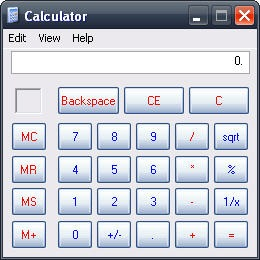 Calculator
Edit View Help
0.
Backspace CE C
MC 7 8 9 / sqrt
MR 4 5 6 * %
MS 1 2 3 - 1/x
M+ 0 +/- . + =